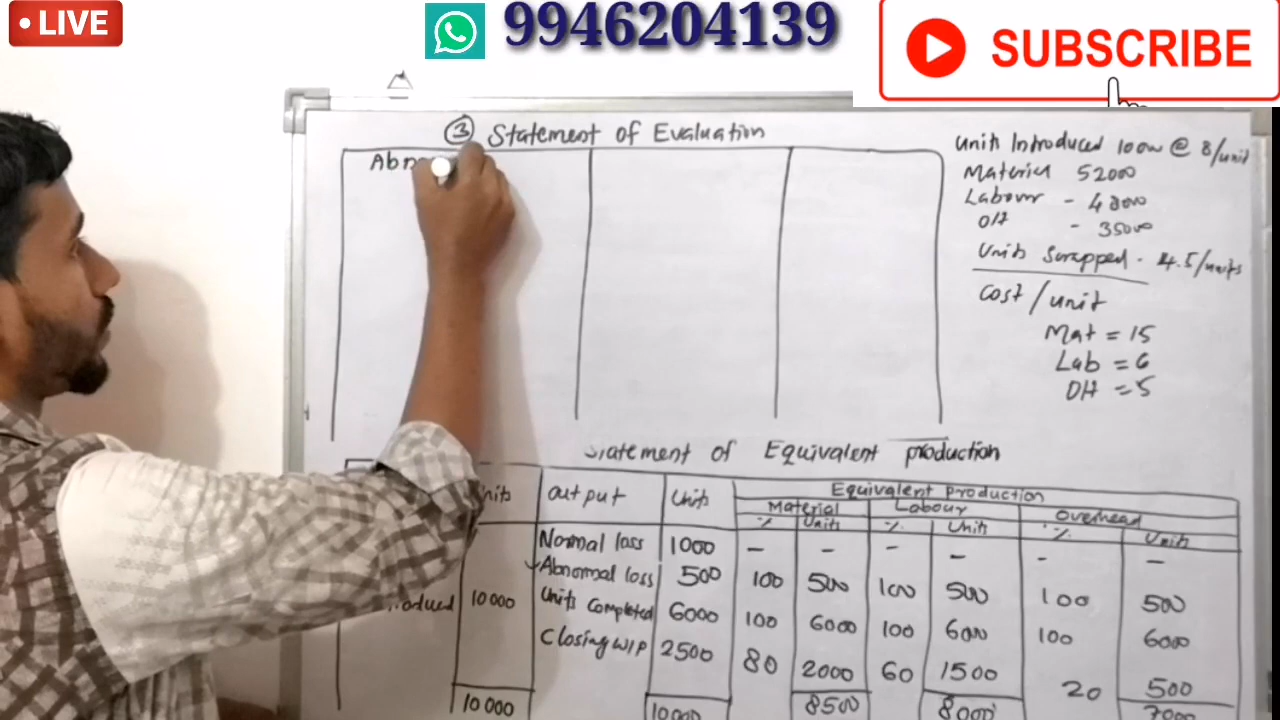 LIVE
9946204139
SUBSCRIBE
③ Statement of Evaluation
Abn
Units Introduced 10000 @ 8/unit
Material 52000
Labour - 48000
OH - 35000
Units Scrapped - 4.5/units
Cost/unit
Mat = 15
Lab = 6
OH = 5
Statement of Equivalent production
Units Output Units Equivalent production
Material Labour Overhead
% Units % Units % Units
Normal loss 1000 - - - - - -
Abnormal loss 500 100 500 100 500 100 500
10000 Units Completed 6000 100 6000 100 6000 100 6000
Closing WIP 2500 80 2000 60 1500 20 500
10000 10000 8500 8000 7000